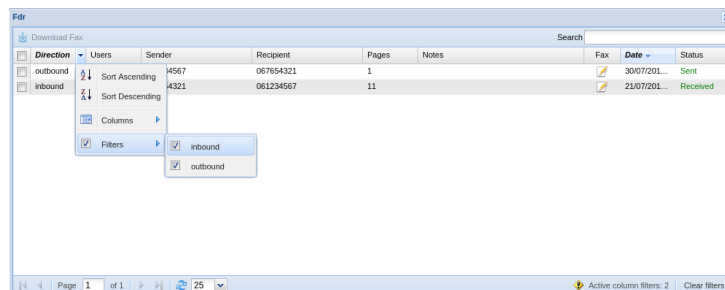 Fdr
Download Fax Search
Direction Users Sender Recipient Pages Notes Fax Date Status
outbound 34567 067654321 1 30/07/201... Sent
inbound 4321 061234567 11 21/07/201... Received
Sort Ascending
Sort Descending
Columns
Filters
inbound
outbound
Page 1 of 1 25 Active column filters: 2 Clear filters